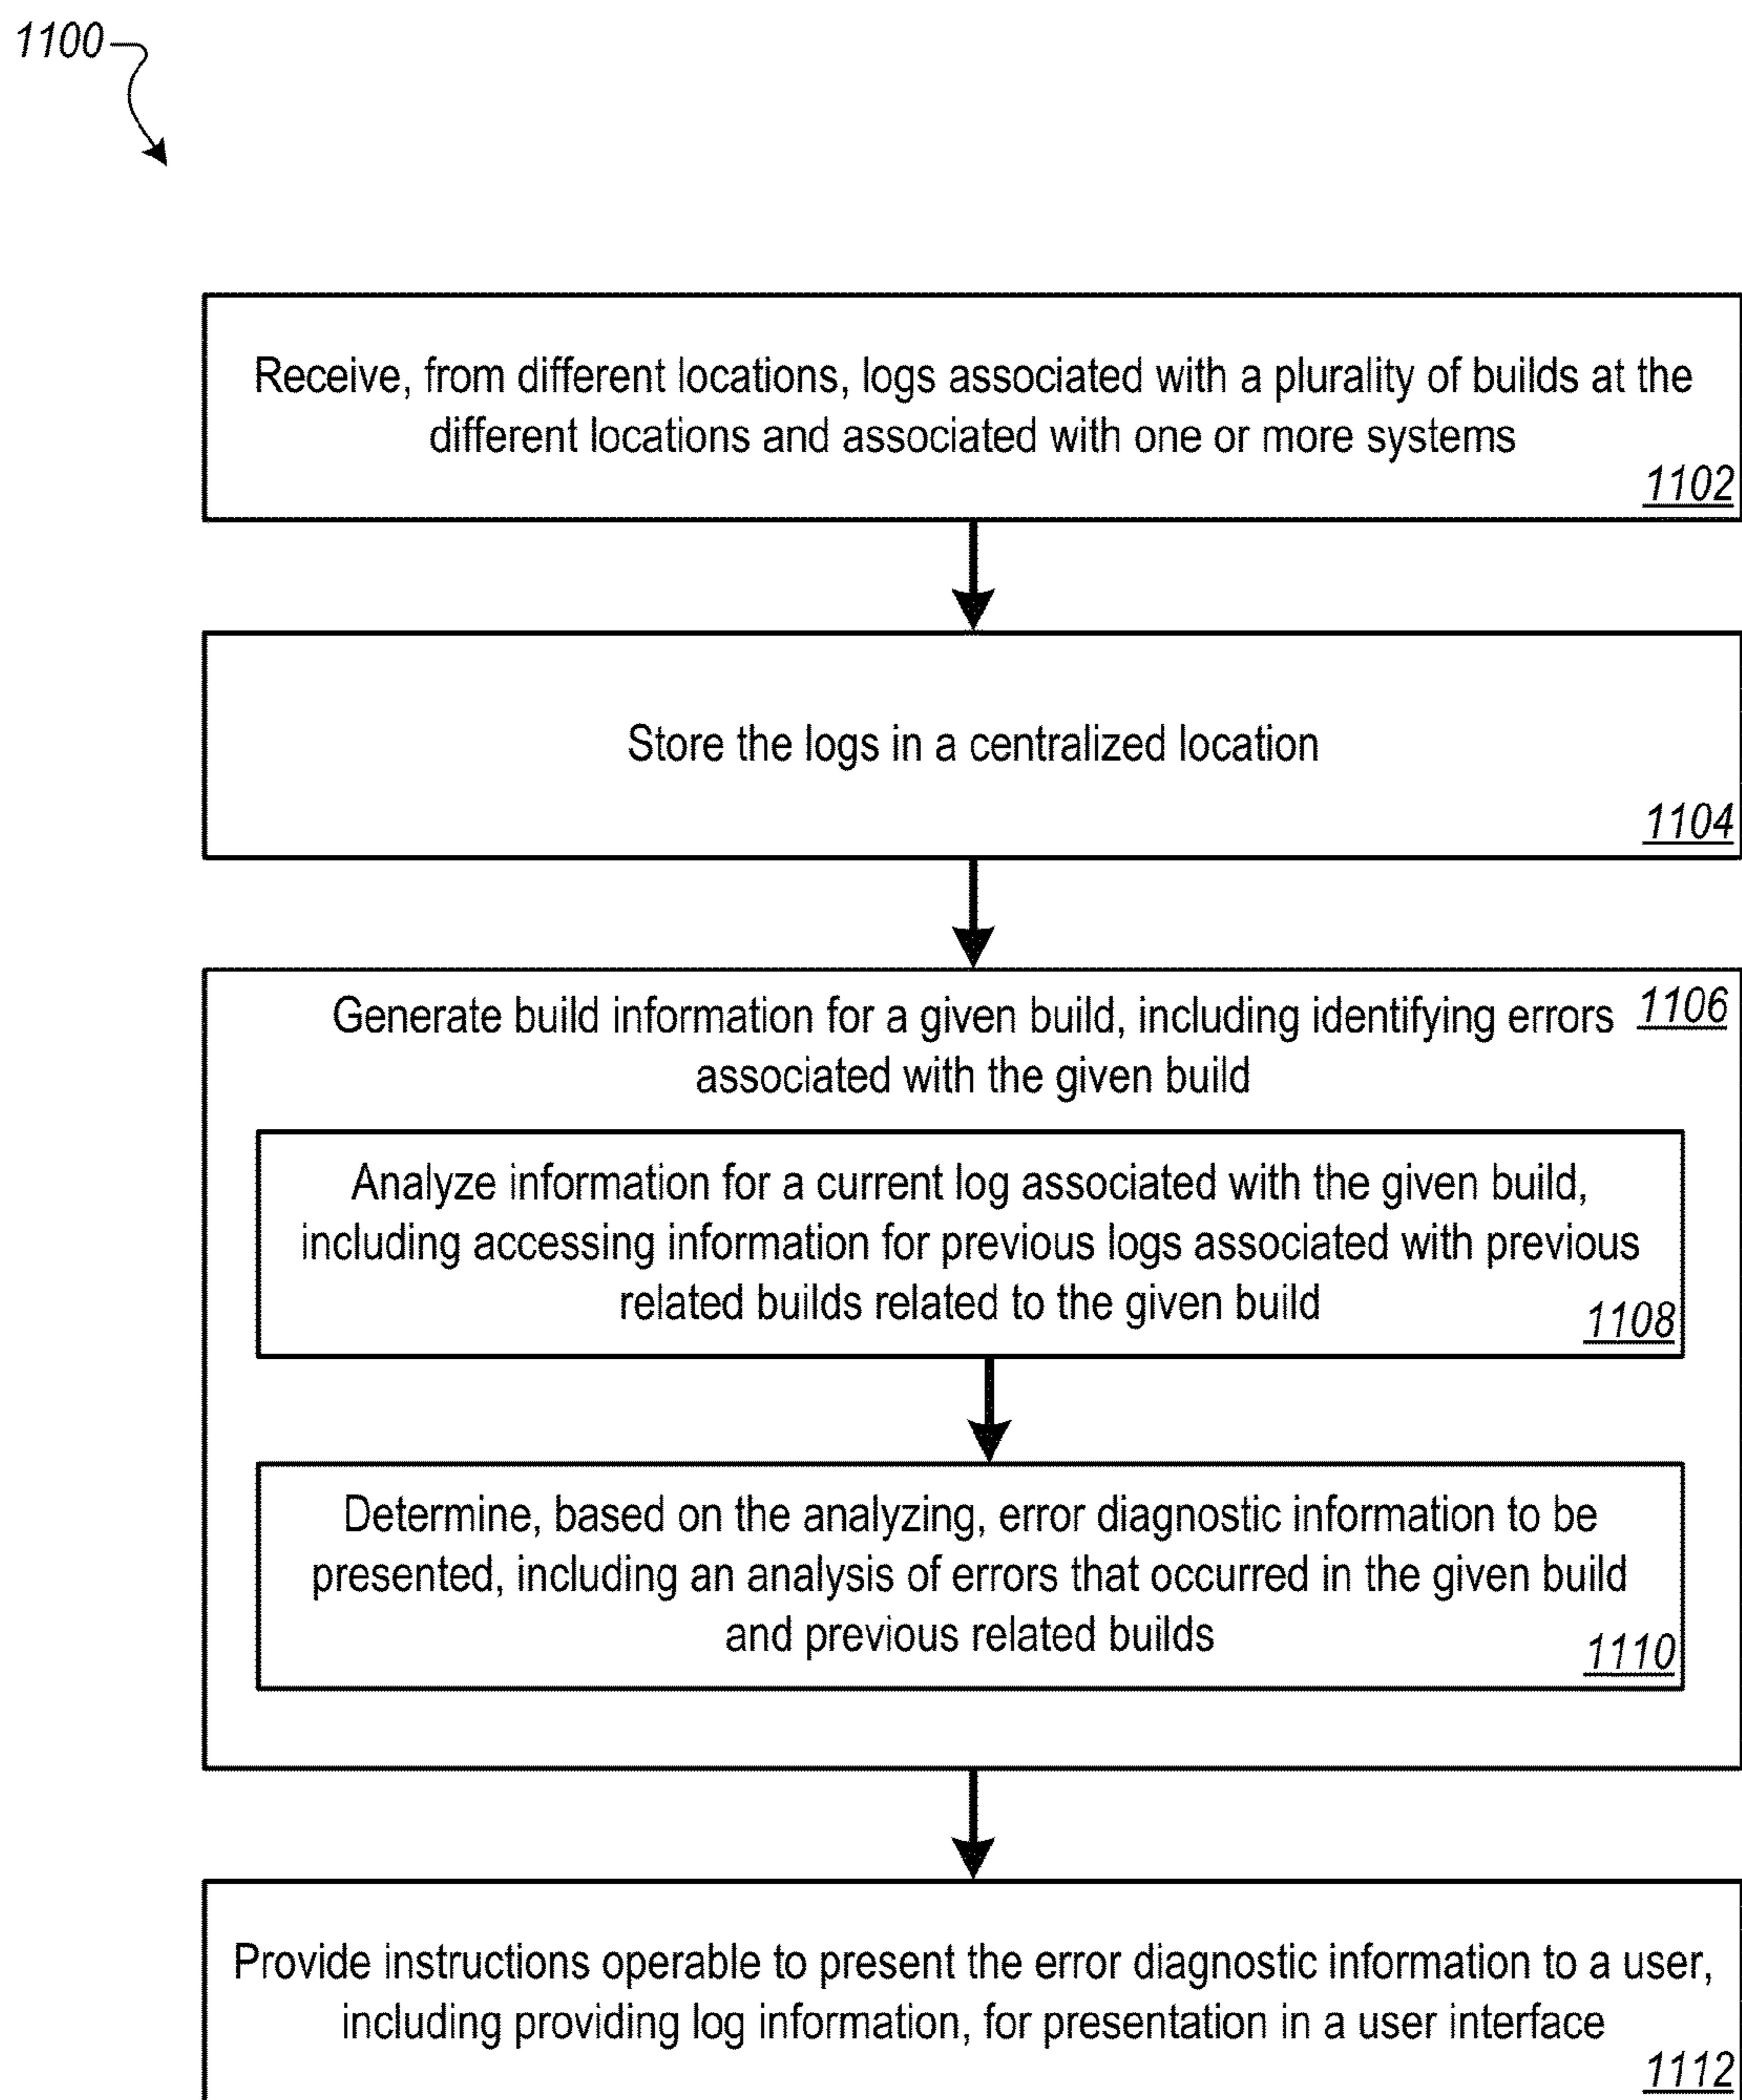 1100
Receive, from different locations, logs associated with a plurality of builds at the
different locations and associated with one or more systems
1102
Store the logs in a centralized location
1104
Generate build information for a given build, including identifying errors 1106
associated with the given build
Analyze information for a current log associated with the given build,
including accessing information for previous logs associated with previous
related builds related to the given build
1108
Determine, based on the analyzing, error diagnostic information to be
presented, including an analysis of errors that occurred in the given build
and previous related builds
1110
Provide instructions operable to present the error diagnostic information to a user,
including providing log information, for presentation in a user interface
1112